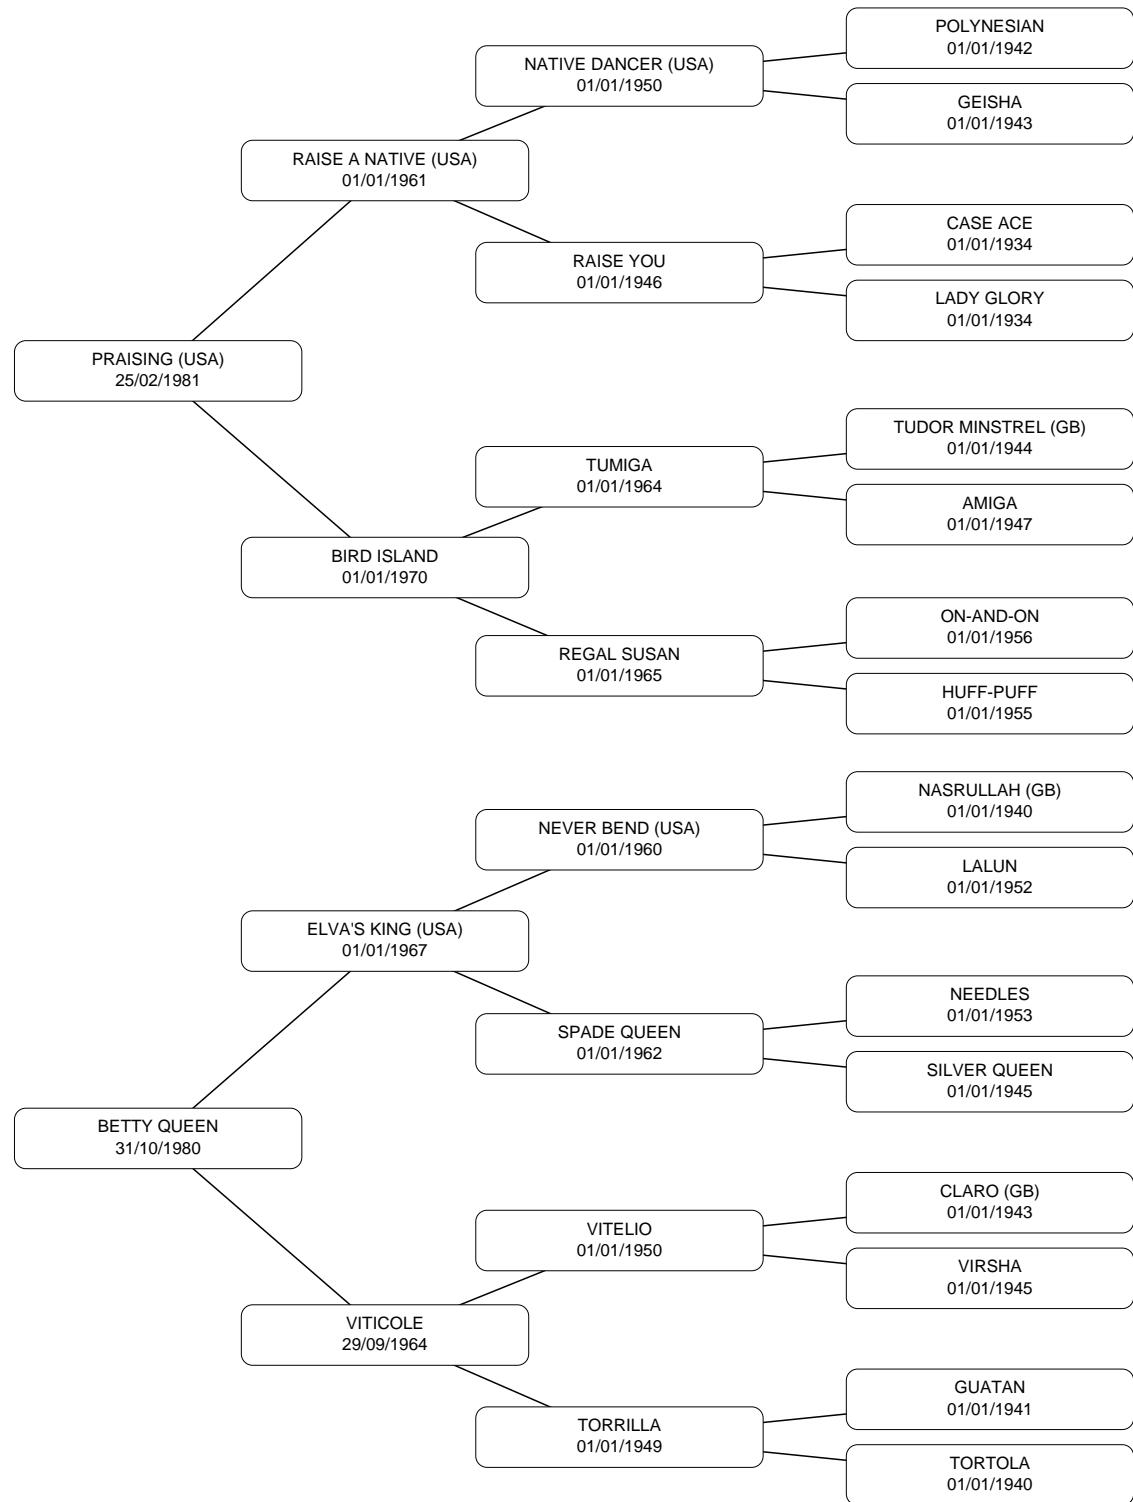 POLYNESIAN
01/01/1942
NATIVE DANCER (USA)
01/01/1950
GEISHA
01/01/1943
RAISE A NATIVE (USA)
01/01/1961
CASE ACE
01/01/1934
RAISE YOU
01/01/1946
LADY GLORY
01/01/1934
PRAISING (USA)
25/02/1981
TUDOR MINSTREL (GB)
01/01/1944
TUMIGA
01/01/1964
AMIGA
01/01/1947
BIRD ISLAND
01/01/1970
ON-AND-ON
01/01/1956
REGAL SUSAN
01/01/1965
HUFF-PUFF
01/01/1955
NASRULLAH (GB)
01/01/1940
NEVER BEND (USA)
01/01/1960
LALUN
01/01/1952
ELVA'S KING (USA)
01/01/1967
NEEDLES
01/01/1953
SPADE QUEEN
01/01/1962
SILVER QUEEN
01/01/1945
BETTY QUEEN
31/10/1980
CLARO (GB)
01/01/1943
VITELIO
01/01/1950
VIRSHA
01/01/1945
VITICOLE
29/09/1964
GUATAN
01/01/1941
TORRILLA
01/01/1949
TORTOLA
01/01/1940